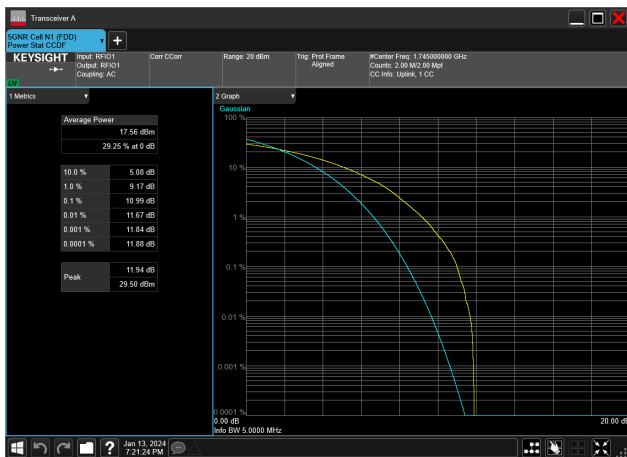 Transceiver A
5GNR Cell N1 (FDD)
Power Stat CCDF
KEYSIGHT
LXI
Input: RFIO1
Output: RFIO1
Coupling: AC
Corr CCorr
Range: 20 dBm
Trig: Prot Frame
Aligned
#Center Freq: 1.745000000 GHz
Counts: 2.00 M/2.00 Mpt
CC Info: Uplink, 1 CC
1 Metrics
Average Power
17.56 dBm
29.25 % at 0 dB
10.0 % 5.08 dB
1.0 % 9.17 dB
0.1 % 10.99 dB
0.01 % 11.67 dB
0.001 % 11.84 dB
0.0001 % 11.88 dB
Peak
11.94 dB
29.50 dBm
2 Graph
Gaussian
100 %
10 %
1 %
0.1 %
0.01 %
0.001 %
0.0001 %
0.00 dB
20.00 dB
Info BW 5.0000 MHz
Jan 13, 2024
7:21:24 PM